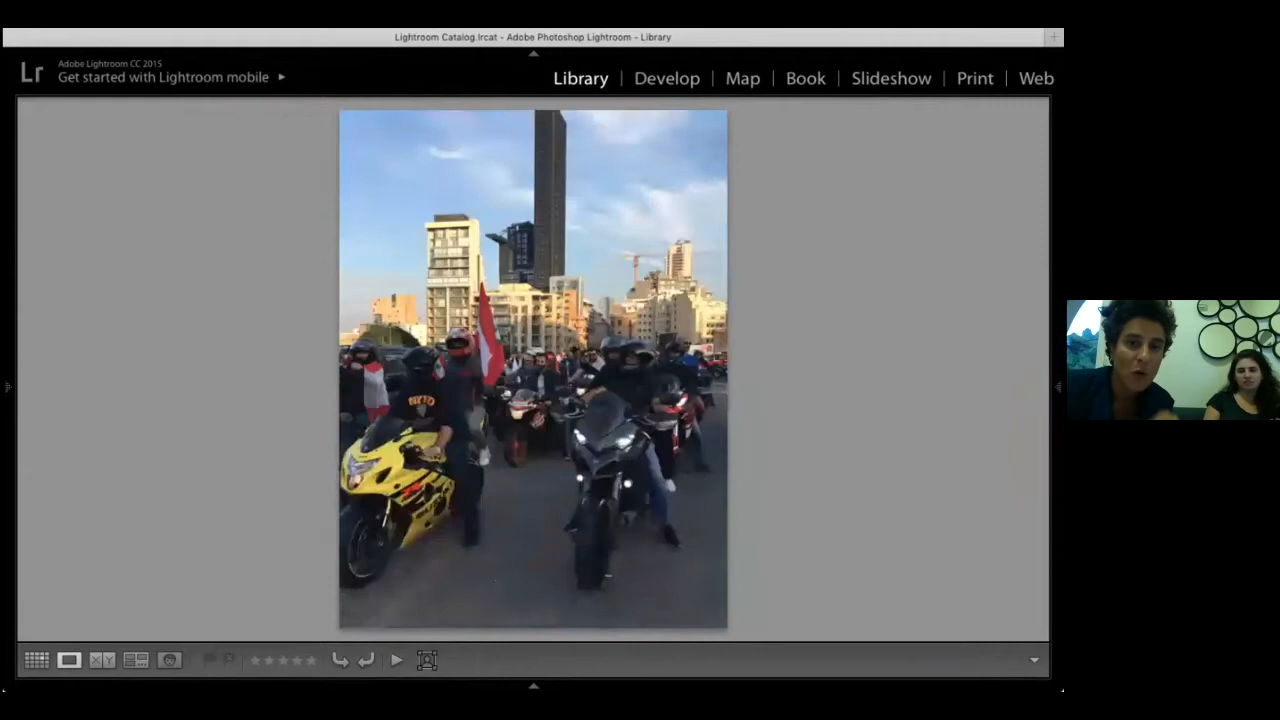 Lightroom Catalog.lrcat - Adobe Photoshop Lightroom - Library
Lr
Adobe Lightroom CC 2015
Get started with Lightroom mobile
Library | Develop | Map | Book | Slideshow | Print | Web
XY